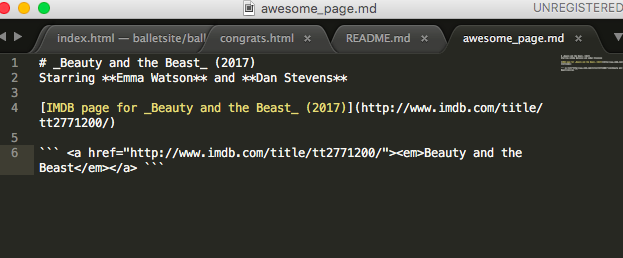 awesome_page.md
UNREGISTERED
index.html — balletsite/ball
congrats.html ×
README.md ×
awesome_page.md ×
1 # _Beauty and the Beast_ (2017)
2 Starring **Emma Watson** and **Dan Stevens**
3
4 [IMDB page for _Beauty and the Beast_ (2017)](http://www.imdb.com/title/
tt2771200/)
5
6 ``` <a href="http://www.imdb.com/title/tt2771200/"><em>Beauty and the
Beast</em></a> ```